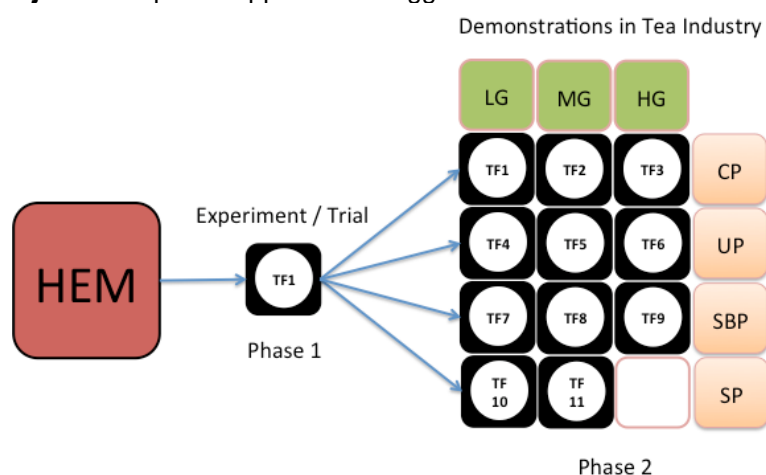 Demonstrations in Tea Industry
LG MG HG
TF1 TF2 TF3 CP
Experiment / Trial
TF4 TF5 TF6 UP
HEM
TF1
TF7 TF8 TF9 SBP
Phase 1
TF
10
TF
11
SP
Phase 2